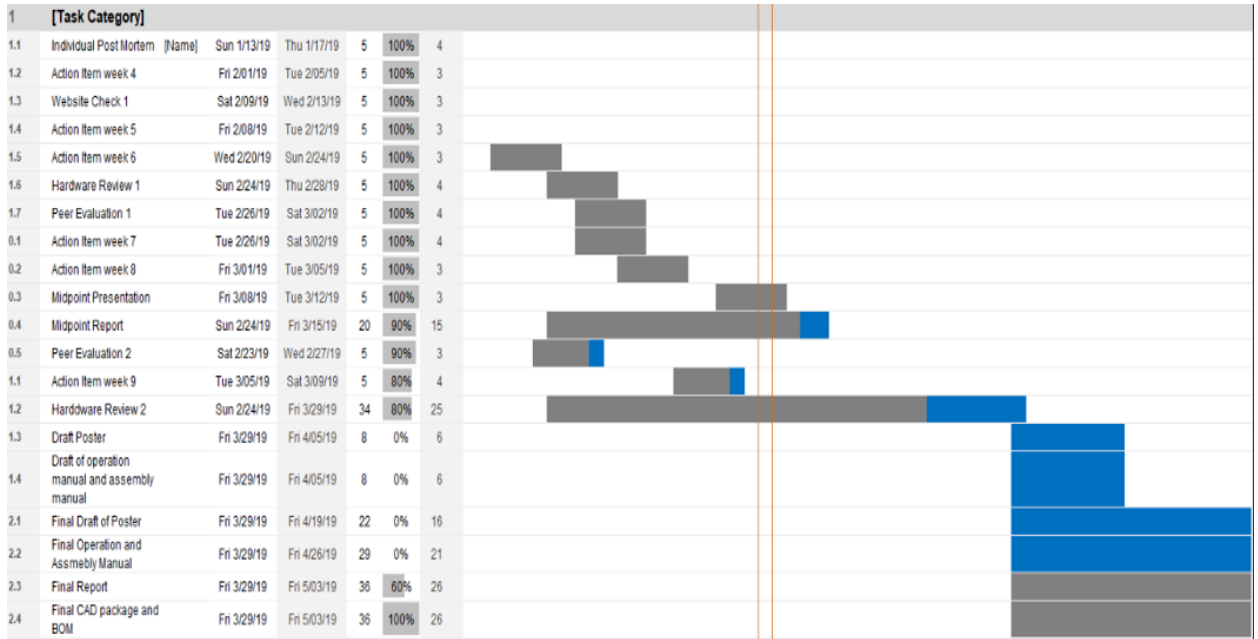 1 [Task Category]
1.1 Individual Post Mortem [Name] Sun 1/13/19 Thu 1/17/19 5 100% 4
1.2 Action Item week 4 Fri 2/01/19 Tue 2/05/19 5 100% 3
1.3 Website Check 1 Sat 2/09/19 Wed 2/13/19 5 100% 3
1.4 Action Item week 5 Fri 2/08/19 Tue 2/12/19 5 100% 3
1.5 Action Item week 6 Wed 2/20/19 Sun 2/24/19 5 100% 3
1.6 Hardware Review 1 Sun 2/24/19 Thu 2/28/19 5 100% 4
1.7 Peer Evaluation 1 Tue 2/26/19 Sat 3/02/19 5 100% 4
0.1 Action Item week 7 Tue 2/26/19 Sat 3/02/19 5 100% 4
0.2 Action Item week 8 Fri 3/01/19 Tue 3/05/19 5 100% 3
0.3 Midpoint Presentation Fri 3/08/19 Tue 3/12/19 5 100% 3
0.4 Midpoint Report Sun 2/24/19 Fri 3/15/19 20 90% 15
0.5 Peer Evaluation 2 Sat 2/23/19 Wed 2/27/19 5 90% 3
1.1 Action Item week 9 Tue 3/05/19 Sat 3/09/19 5 80% 4
1.2 Harddware Review 2 Sun 2/24/19 Fri 3/29/19 34 80% 25
1.3 Draft Poster Fri 3/29/19 Fri 4/05/19 8 0% 6
Draft of operation
1.4 manual and assembly Fri 3/29/19 Fri 4/05/19 8 0% 6
manual
2.1 Final Draft of Poster Fri 3/29/19 Fri 4/19/19 22 0% 16
Final Operation and
2.2 Fri 3/29/19 Fri 4/26/19 29 0% 21
Assmebly Manual
2.3 Final Report Fri 3/29/19 Fri 5/03/19 36 60% 26
Final CAD package and
2.4 Fri 3/29/19 Fri 5/03/19 36 100% 26
BOM